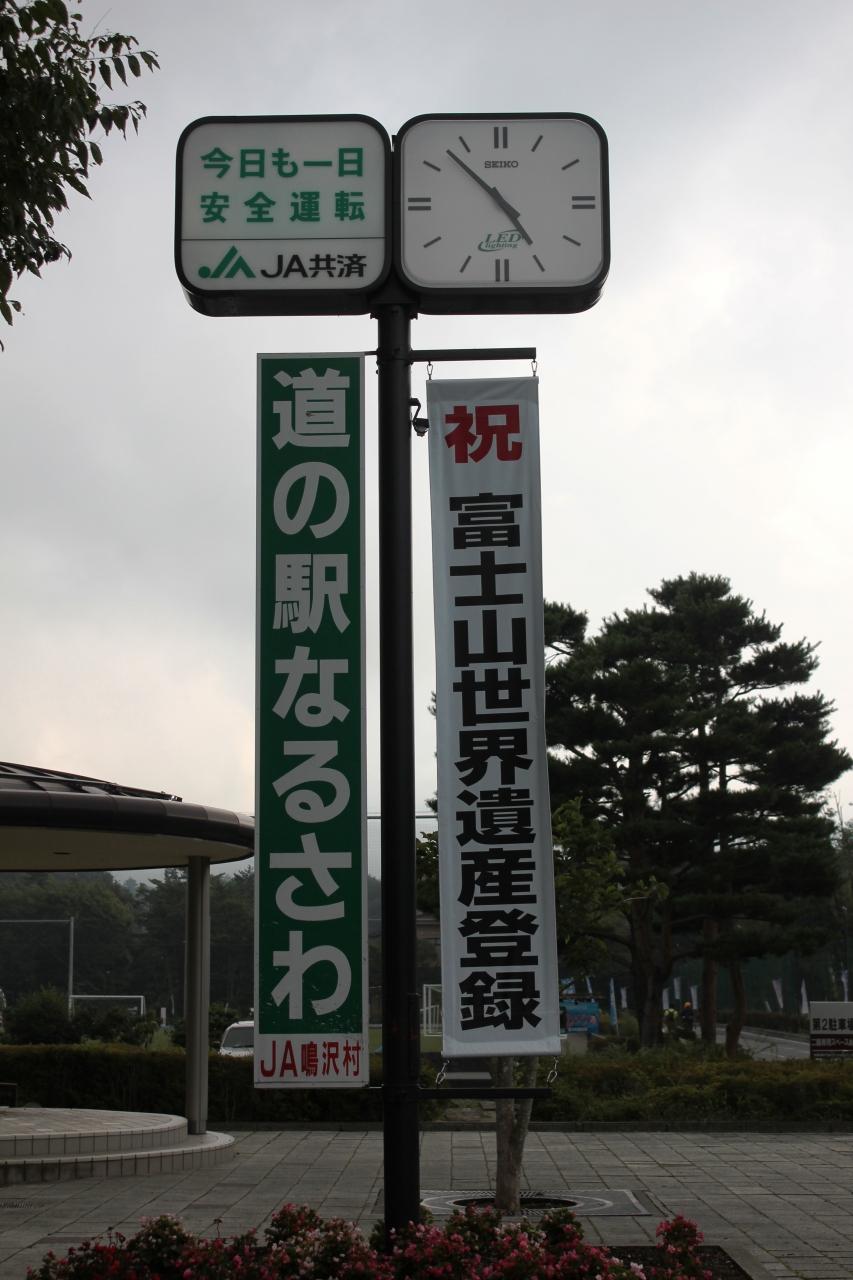 今日も一日
安全運転
JA共済
SEIKO
LED
lighting
道の駅なるさわ
JA鳴沢村
祝 富士山世界遺産登録
第2駐車場